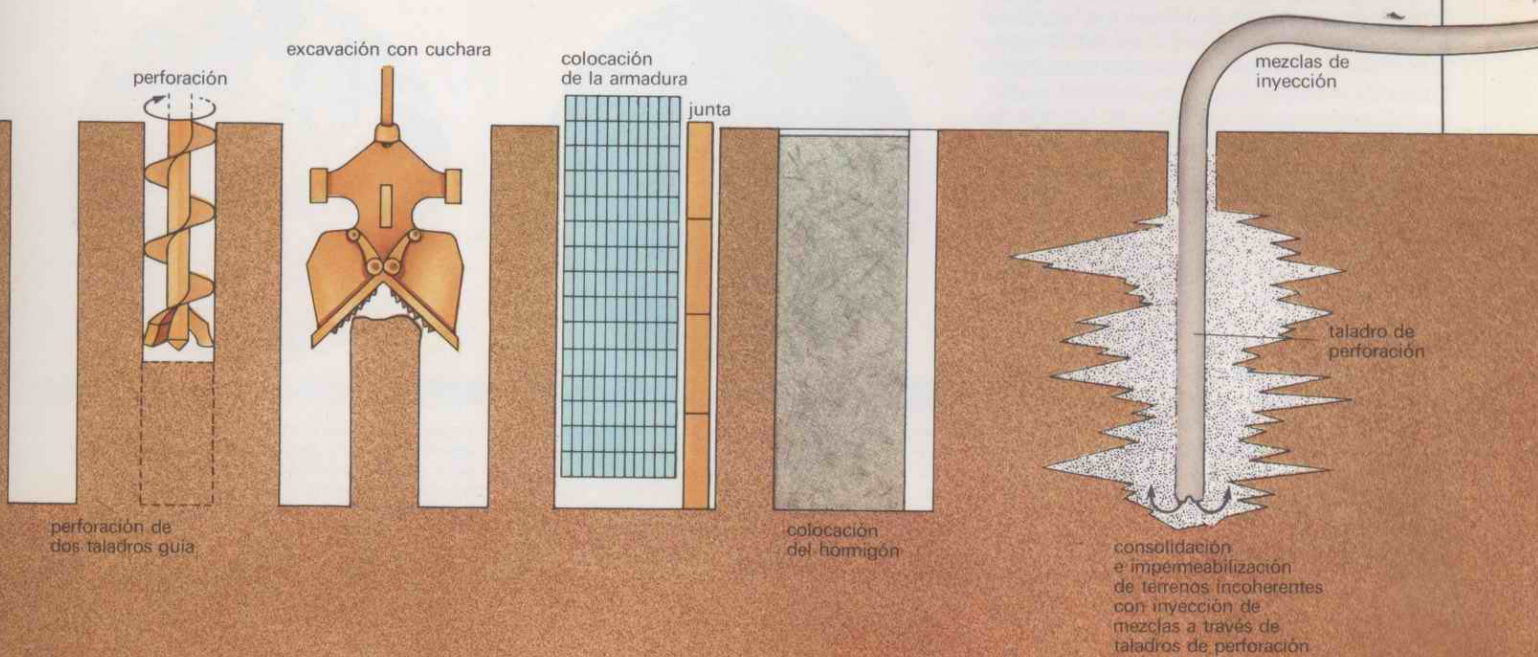 perforación
excavación con cuchara
colocación
de la armadura
junta
mezclas de
inyección
taladro de
perforación
perforación de
dos taladros guía
colocación
del hormigón
consolidación
e impermeabilización
de terrenos incoherentes
con inyección de
mezclas a través de
taladros de perforación